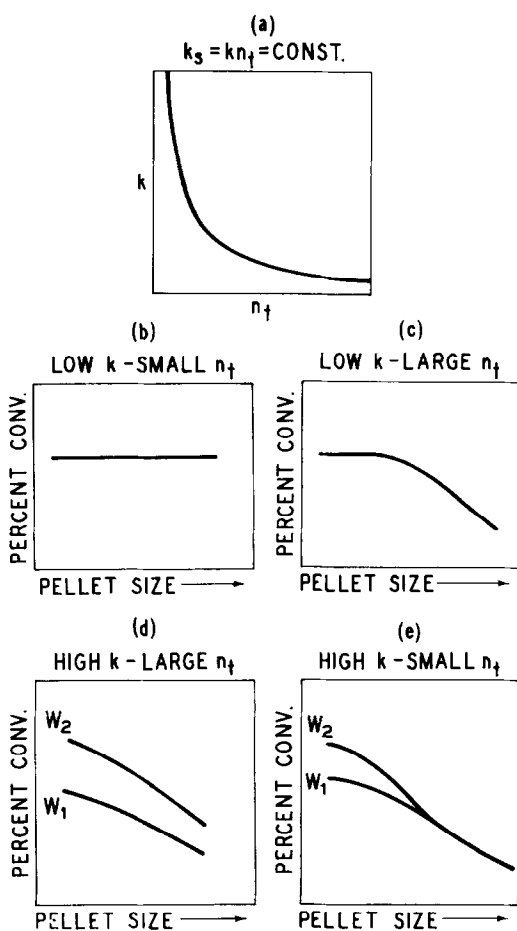 (a)
k_s = kn_t = CONST.
k
n_t
(b)
LOW k - SMALL n_t
PERCENT CONV.
PELLET SIZE →
(c)
LOW k - LARGE n_t
PERCENT CONV.
PELLET SIZE →
(d)
HIGH k - LARGE n_t
PERCENT CONV.
W₂
W₁
PELLET SIZE →
(e)
HIGH k - SMALL n_t
PERCENT CONV.
W₂
W₁
PELLET SIZE →